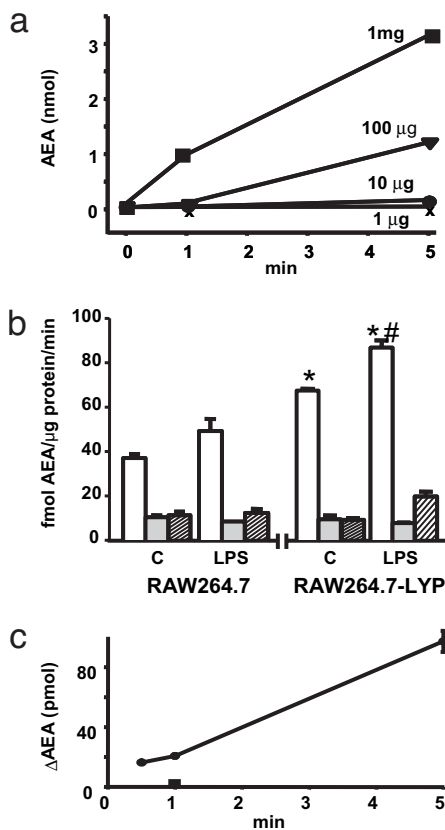 a
AEA (nmol)
3
2
1
0
1mg
100 µg
10 µg
1 µg
x
x
0 1 2 3 4 5
min
b
fmol AEA/µg protein/min
100
80
60
40
20
0
*
*#
C LPS C LPS
RAW264.7 RAW264.7-LYP
c
ΔAEA (pmol)
80
40
0
0 1 2 3 4 5
min